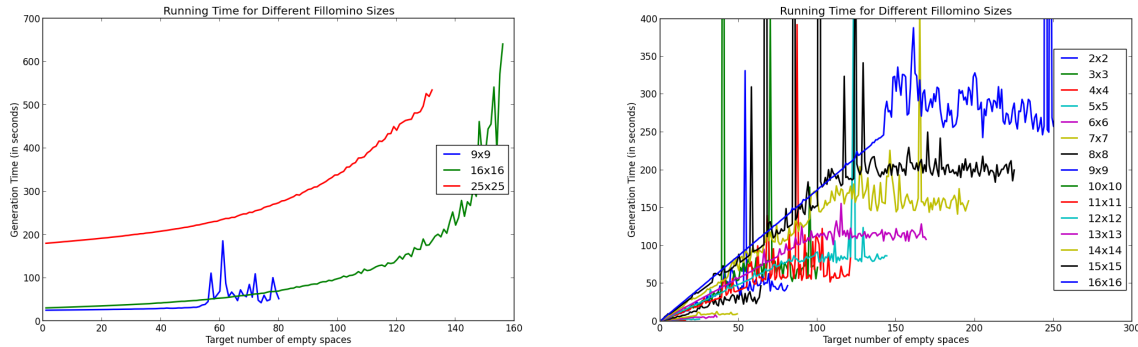 Running Time for Different Fillomino Sizes
700
600
500
400
300
200
100
0
0 20 40 60 80 100 120 140 160
Generation Time (in seconds)
Target number of empty spaces
9x9
16x16
25x25
Running Time for Different Fillomino Sizes
400
350
300
250
200
150
100
50
0
0 50 100 150 200 250 300
Generation Time (in seconds)
Target number of empty spaces
2x2
3x3
4x4
5x5
6x6
7x7
8x8
9x9
10x10
11x11
12x12
13x13
14x14
15x15
16x16